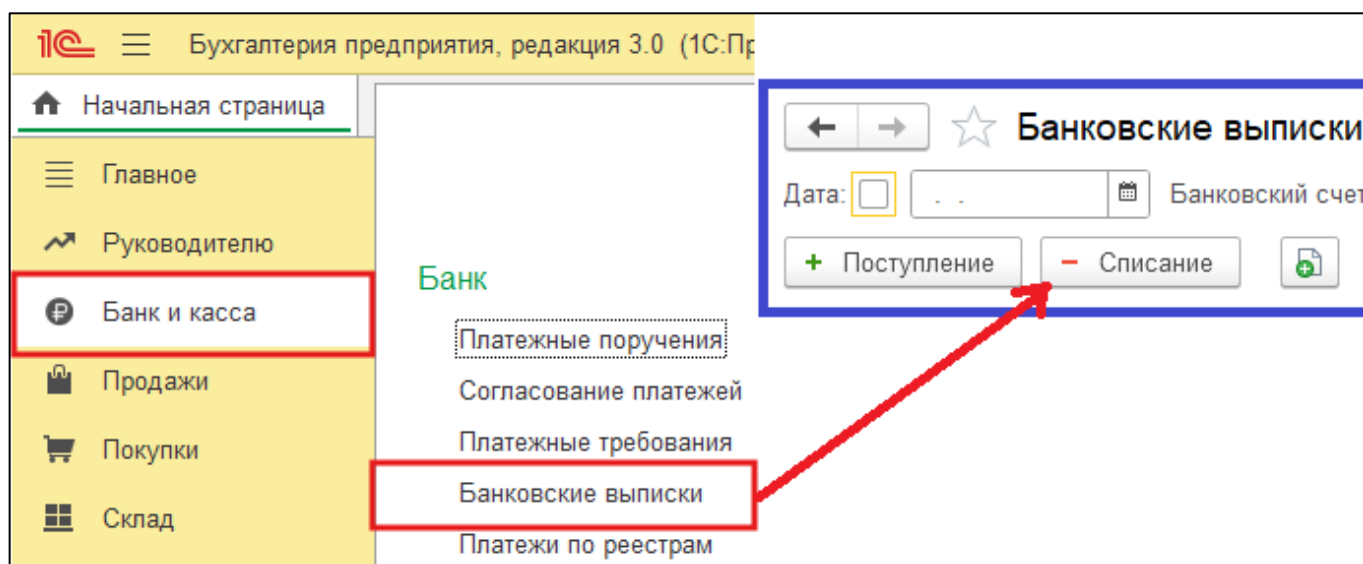 1С Бухгалтерия предприятия, редакция 3.0 (1С:Пр
Начальная страница
Главное
Руководителю
Банк и касса
Продажи
Покупки
Склад
Банк
Платежные поручения
Согласование платежей
Платежные требования
Банковские выписки
Платежи по реестрам
Банковские выписки
Дата: . . Банковский счет
+ Поступление – Списание